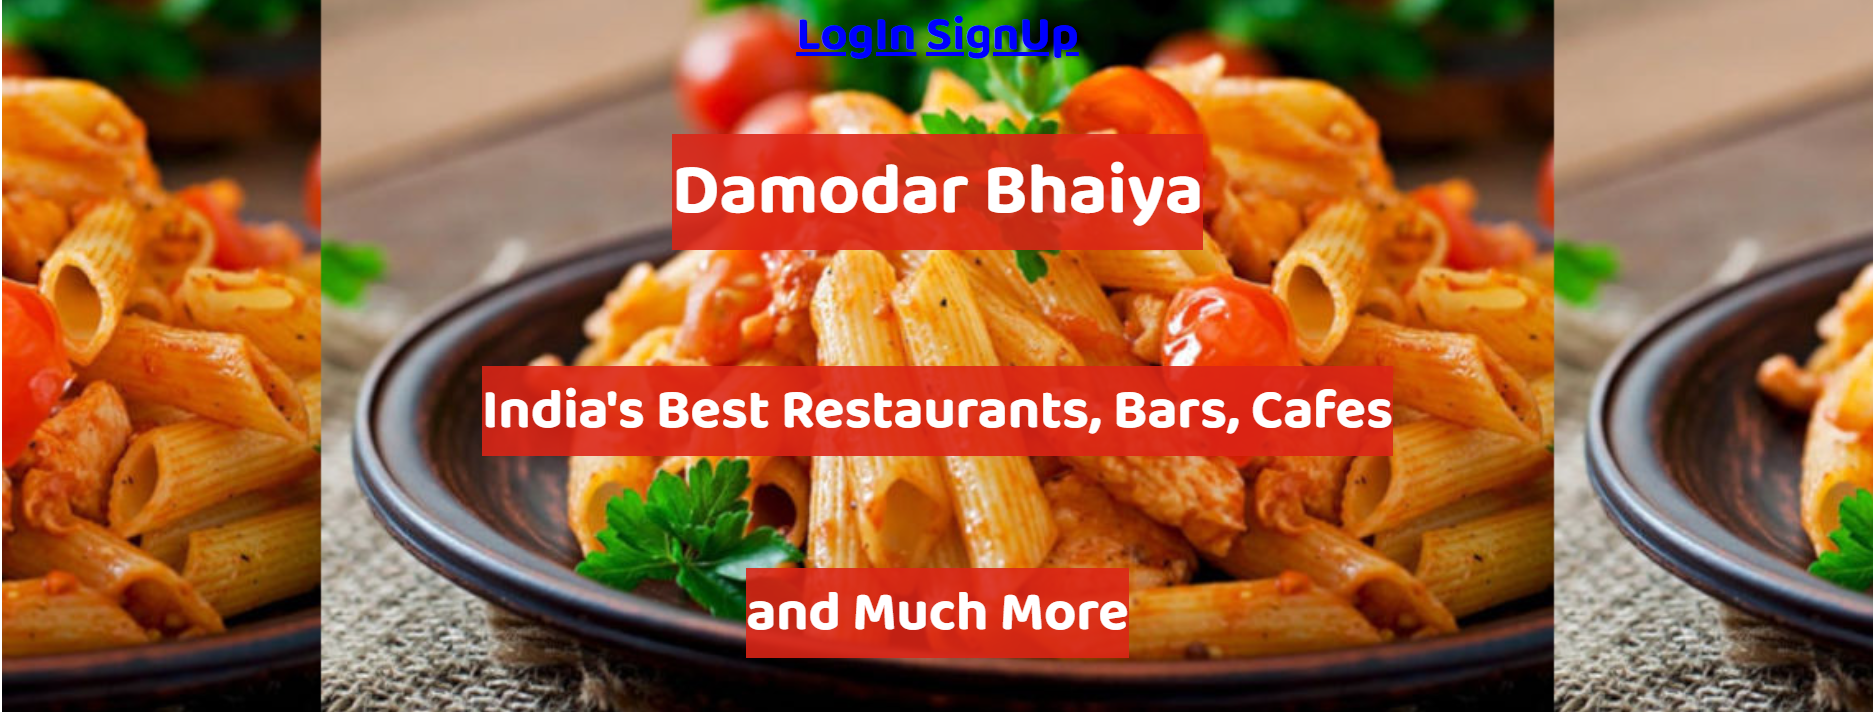 LogIn SignUp
Damodar Bhaiya
India's Best Restaurants, Bars, Cafes
and Much More